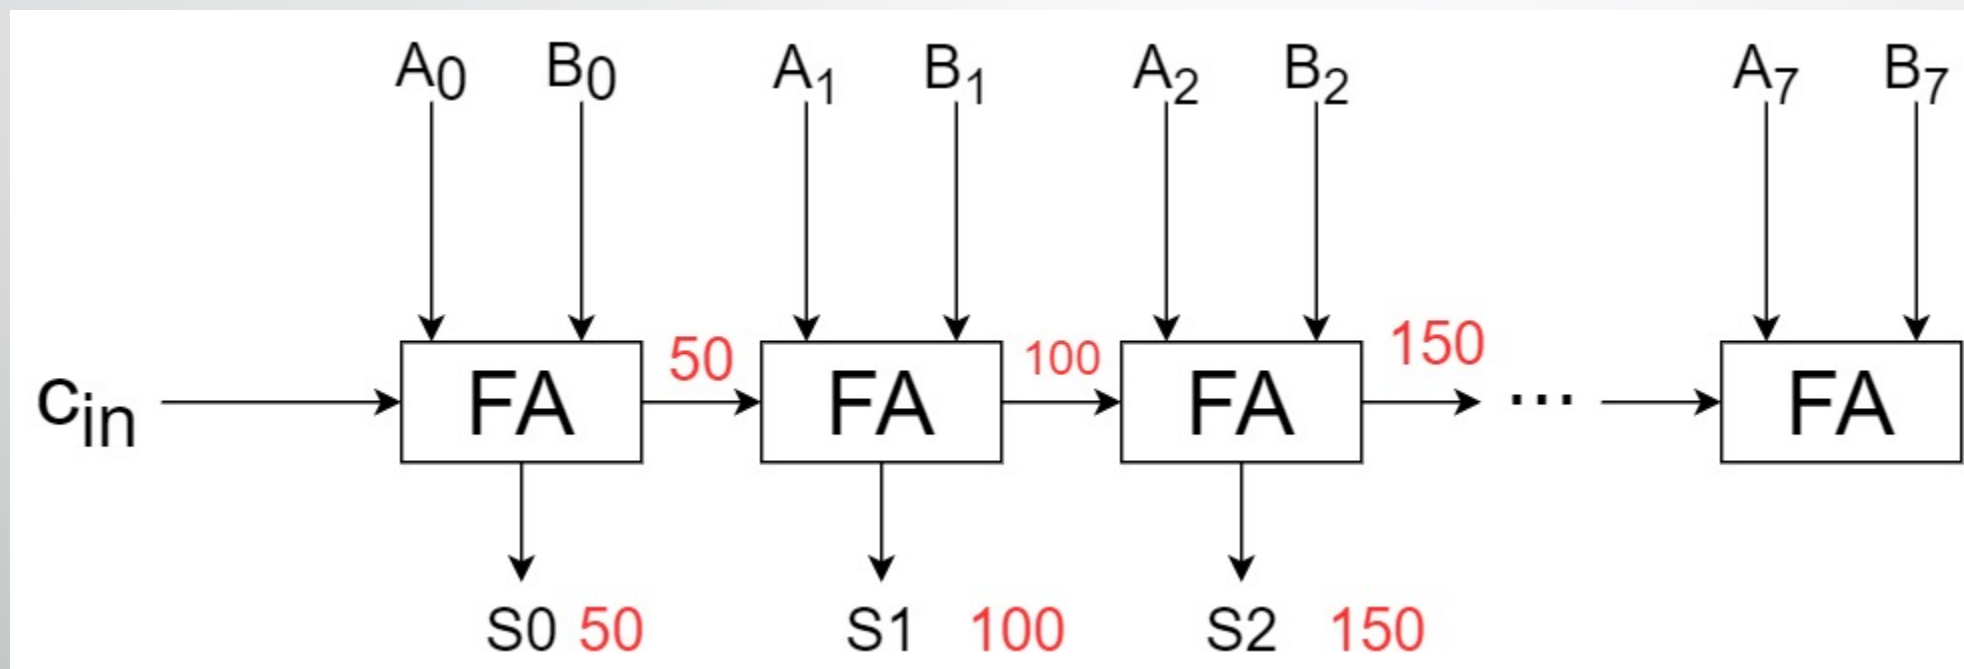 A0 B0 A1 B1 A2 B2 A7 B7
50 100 150
cin FA FA FA ... FA
S0 50 S1 100 S2 150